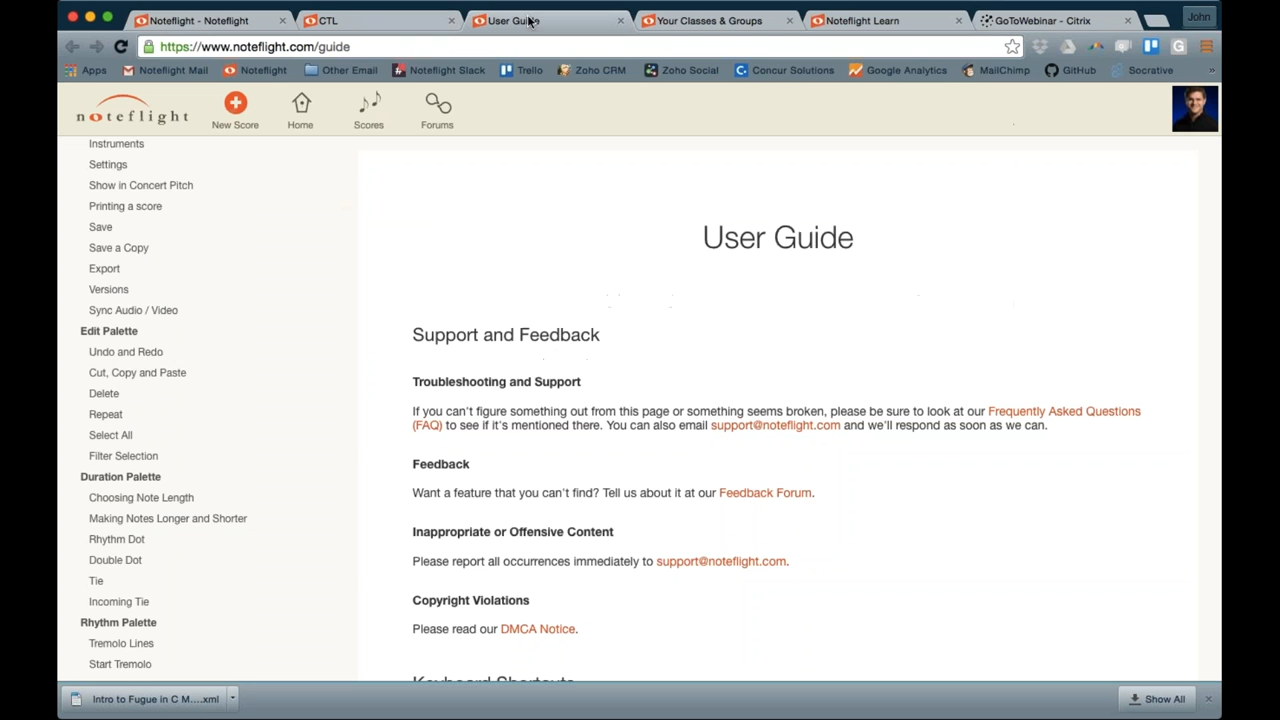 Noteflight - Noteflight
CTL
User Guide
Your Classes & Groups
Noteflight Learn
GoToWebinar - Citrix
John
https://www.noteflight.com/guide
Apps
Noteflight Mail
Noteflight
Other Email
Noteflight Slack
Trello
Zoho CRM
Zoho Social
Concur Solutions
Google Analytics
MailChimp
GitHub
Socrative
»
noteflight
New Score
Home
Scores
Forums
Instruments
Settings
Show in Concert Pitch
Printing a score
Save
Save a Copy
Export
Versions
Sync Audio / Video
Edit Palette
Undo and Redo
Cut, Copy and Paste
Delete
Repeat
Select All
Filter Selection
Duration Palette
Choosing Note Length
Making Notes Longer and Shorter
Rhythm Dot
Double Dot
Tie
Incoming Tie
Rhythm Palette
Tremolo Lines
Start Tremolo
User Guide
Support and Feedback
Troubleshooting and Support
If you can't figure something out from this page or something seems broken, please be sure to look at our Frequently Asked Questions
(FAQ) to see if it's mentioned there. You can also email support@noteflight.com and we'll respond as soon as we can.
Feedback
Want a feature that you can't find? Tell us about it at our Feedback Forum.
Inappropriate or Offensive Content
Please report all occurrences immediately to support@noteflight.com.
Copyright Violations
Please read our DMCA Notice.
Keyboard Shortcuts
Intro to Fugue in C M....xml
Show All